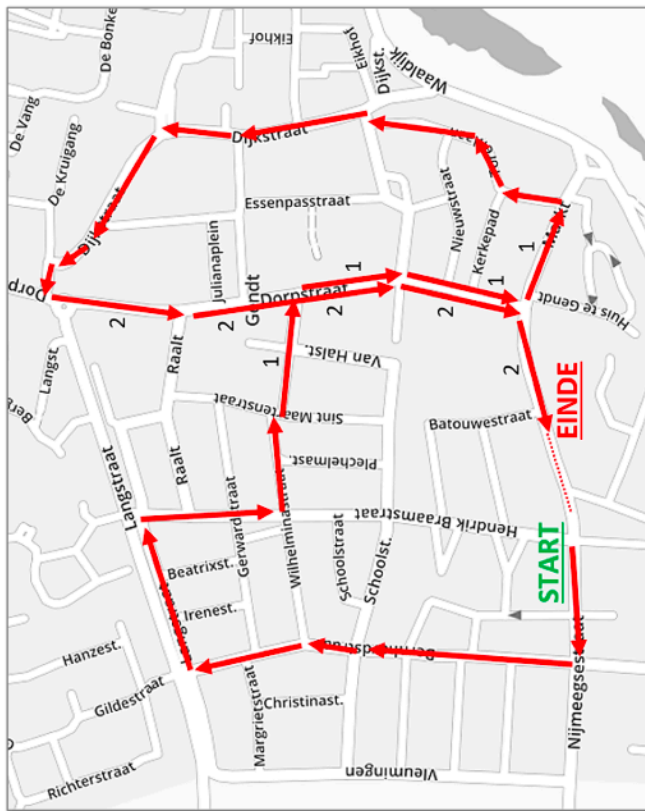 De Vang
De Bonke
De Kruigang
Eikhof
Eikhof
Dijkst.
Waaldijk
Dijkstraat
Essenpasstraat
Nieuwstraat
Kerkepad
Markt
Huis te Gendt
Julianaplein
Gendt
Dorpstraat
Dorp
Raalt
Raalt
Langst.
Langstraat
Van Halst.
Sint Maartenstraat
Plechelmast.
Batouwestraat
Hendrik Braamstraat
Gerwardstraat
Wilhelminastraat
Schoolstraat
Schoolst.
Beatrixst.
Irenest.
Hanzest.
Gildestraat
Richterstraat
Margrietstraat
Christinast.
Vleumingen
Nijmeegsestraat
START
EINDE
1
1
1
1
2
2
2
2
2